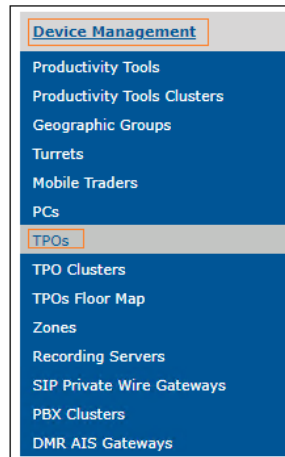 Device Management
Productivity Tools
Productivity Tools Clusters
Geographic Groups
Turrets
Mobile Traders
PCs
TPOs
TPO Clusters
TPOs Floor Map
Zones
Recording Servers
SIP Private Wire Gateways
PBX Clusters
DMR AIS Gateways